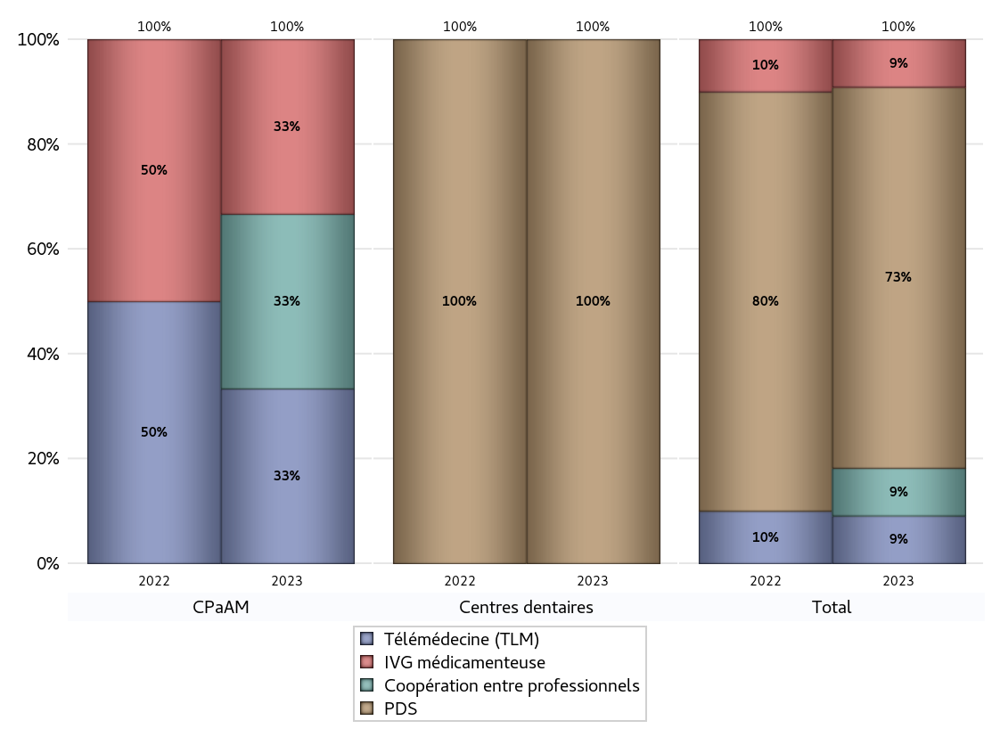 100% 100% 100% 100% 100% 100%
100%
10% 9%
80%
33%
50%
60%
73%
33% 100% 100% 80%
40%
50%
20%
33%
9%
10% 9%
0%
2022 2023 2022 2023 2022 2023
CPaAM Centres dentaires Total
Télémédecine (TLM)
IVG médicamenteuse
Coopération entre professionnels
PDS